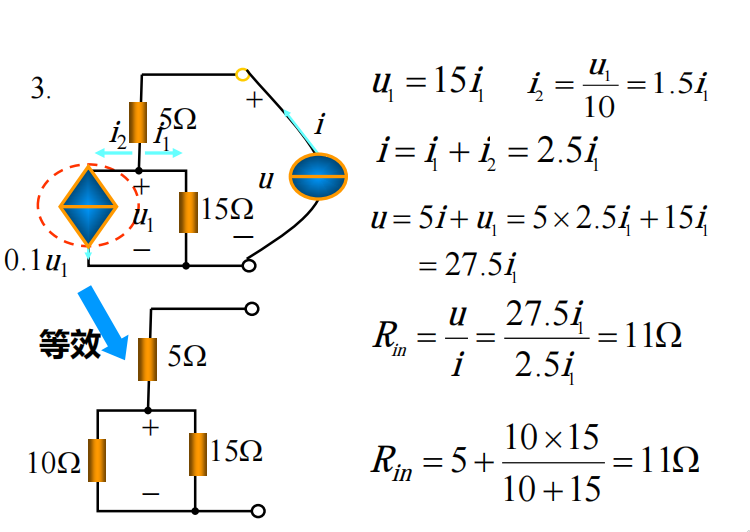 3.
5Ω
i₂ i₁
+
i
u
+
u₁
−
15Ω
−
0.1u₁
等效
5Ω
10Ω
+
15Ω
−
u₁ = 15i₁ i₂ = u₁/10 = 1.5i₁
i = i₁ + i₂ = 2.5i₁
u = 5i + u₁ = 5 × 2.5i₁ + 15i₁
= 27.5i₁
Rᵢₙ = u/i = 27.5i₁/2.5i₁ = 11Ω
Rᵢₙ = 5 + (10 × 15)/(10 + 15) = 11Ω